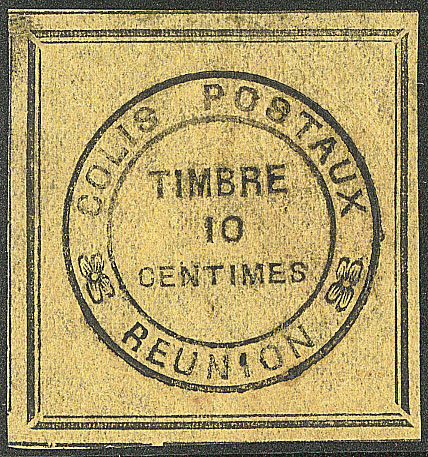 COLIS POSTAUX
TIMBRE
10
CENTIMES
REUNION